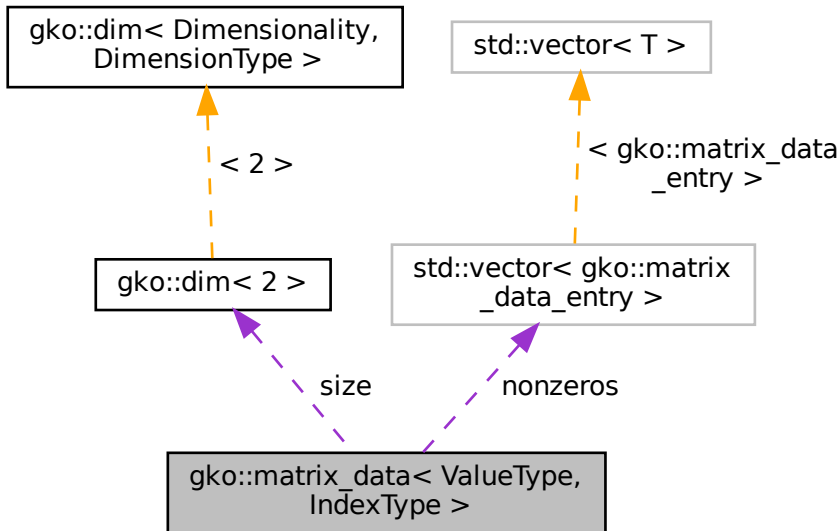 gko::dim< Dimensionality,
DimensionType >
std::vector< T >
< 2 >
< gko::matrix_data
_entry >
gko::dim< 2 >
std::vector< gko::matrix
_data_entry >
size
nonzeros
gko::matrix_data< ValueType,
IndexType >